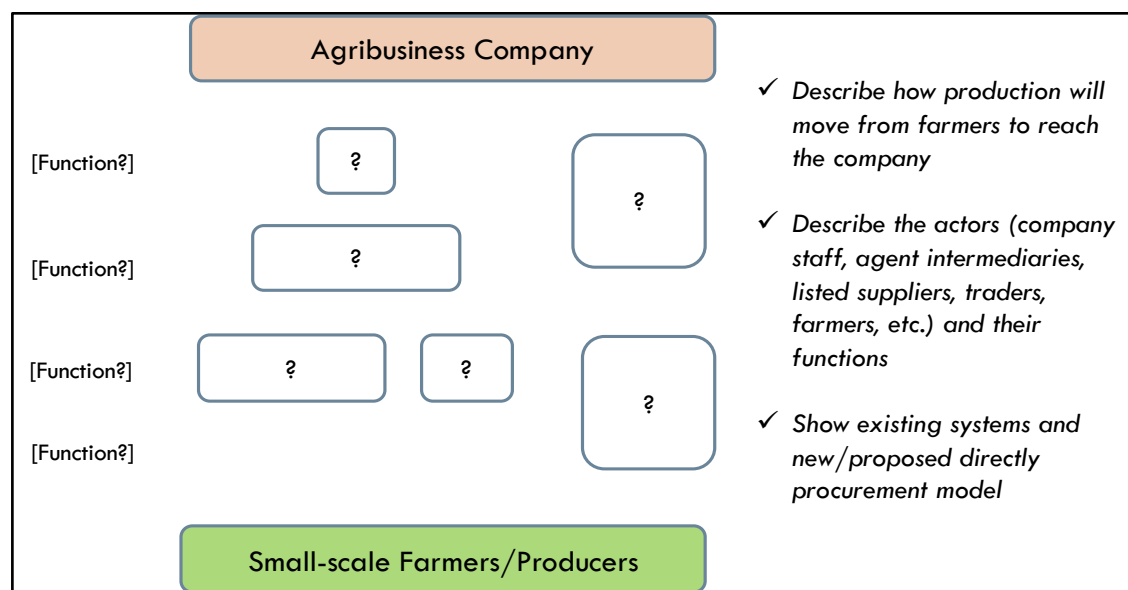 Agribusiness Company
[Function?]
?
?
[Function?]
?
[Function?]
?
?
?
[Function?]
Small-scale Farmers/Producers
✓ Describe how production will
move from farmers to reach
the company
✓ Describe the actors (company
staff, agent intermediaries,
listed suppliers, traders,
farmers, etc.) and their
functions
✓ Show existing systems and
new/proposed directly
procurement model